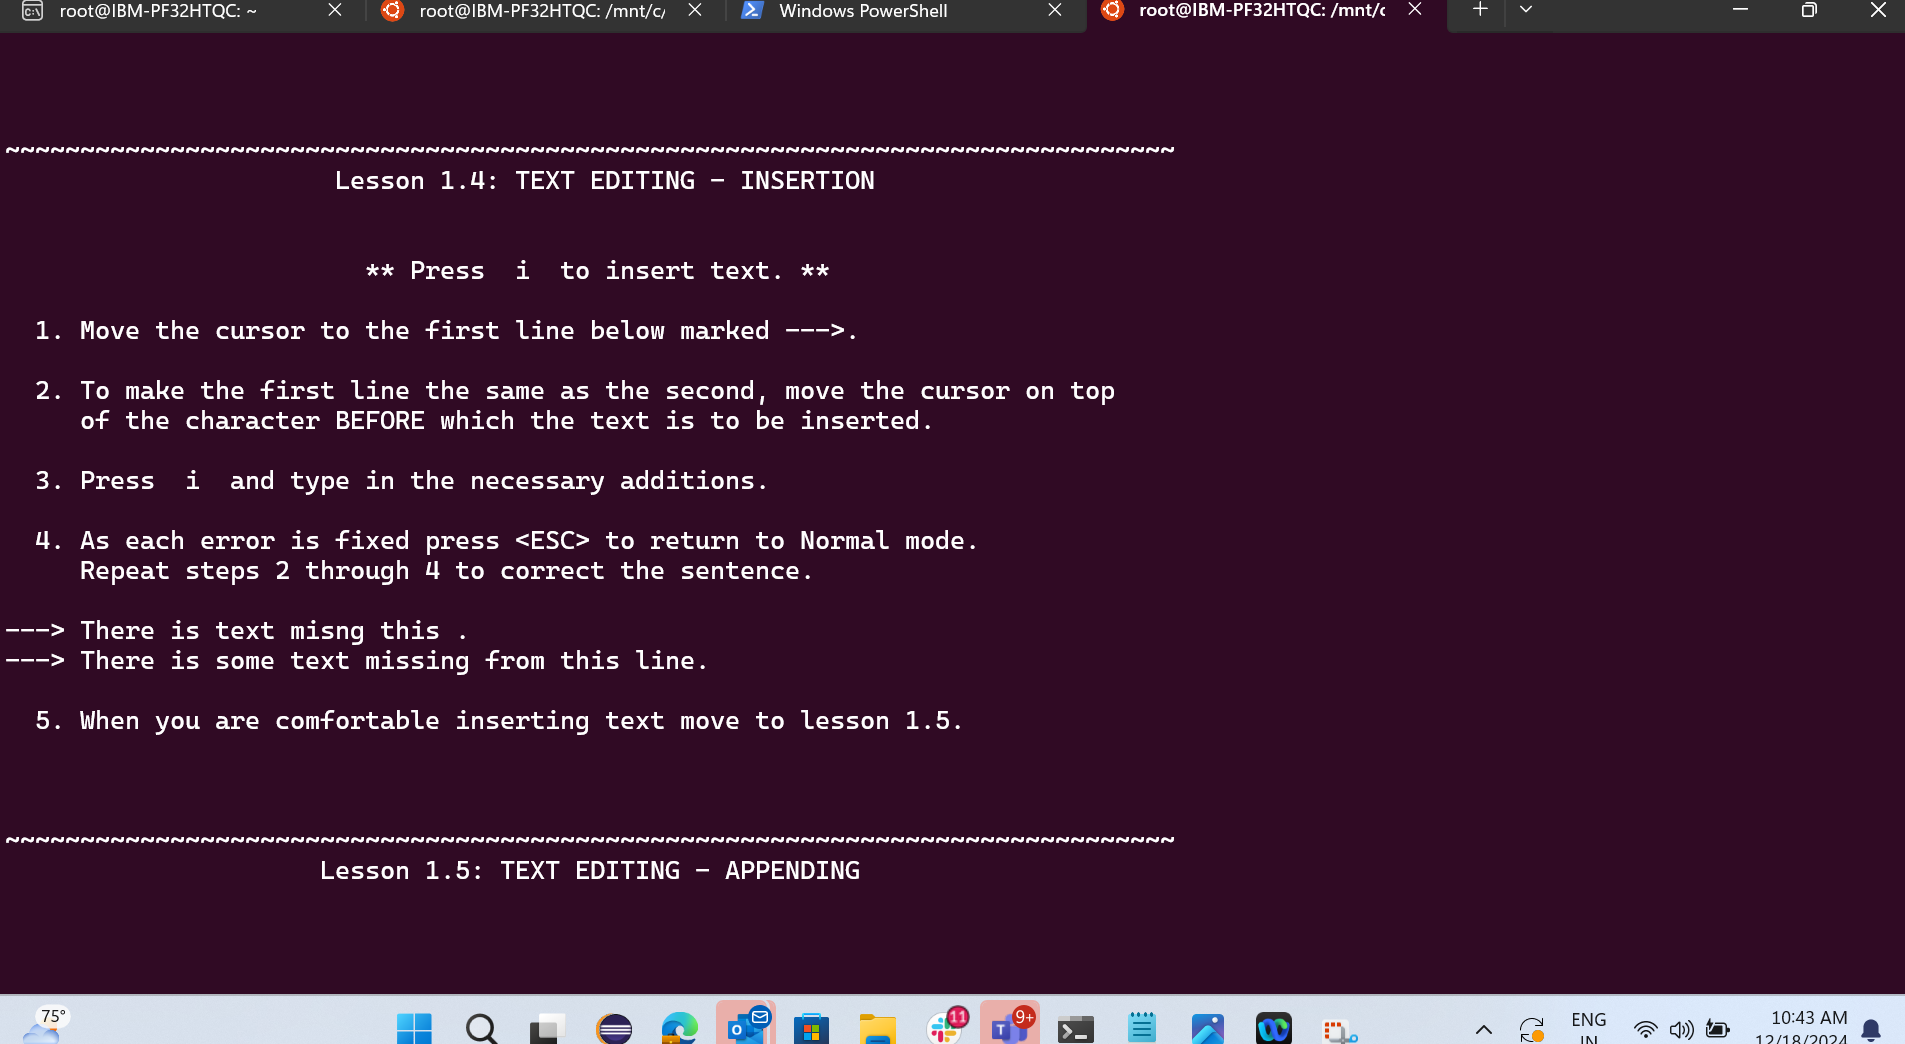 root@IBM-PF32HTQC: ~
root@IBM-PF32HTQC: /mnt/c/
Windows PowerShell
root@IBM-PF32HTQC: /mnt/c
~~~~~~~~~~~~~~~~~~~~~~~~~~~~~~~~~~~~~~~~~~~~~~~~~~~~~~~~~~~~~~~~~~~~~~~~~~~~~~
Lesson 1.4: TEXT EDITING - INSERTION
** Press  i  to insert text. **
1. Move the cursor to the first line below marked --->.
2. To make the first line the same as the second, move the cursor on top
of the character BEFORE which the text is to be inserted.
3. Press  i  and type in the necessary additions.
4. As each error is fixed press <ESC> to return to Normal mode.
Repeat steps 2 through 4 to correct the sentence.
---> There is text misng this .
---> There is some text missing from this line.
5. When you are comfortable inserting text move to lesson 1.5.
~~~~~~~~~~~~~~~~~~~~~~~~~~~~~~~~~~~~~~~~~~~~~~~~~~~~~~~~~~~~~~~~~~~~~~~~~~~~~~
Lesson 1.5: TEXT EDITING - APPENDING
75°
11
9+
ENG
IN
10:43 AM
12/18/2024